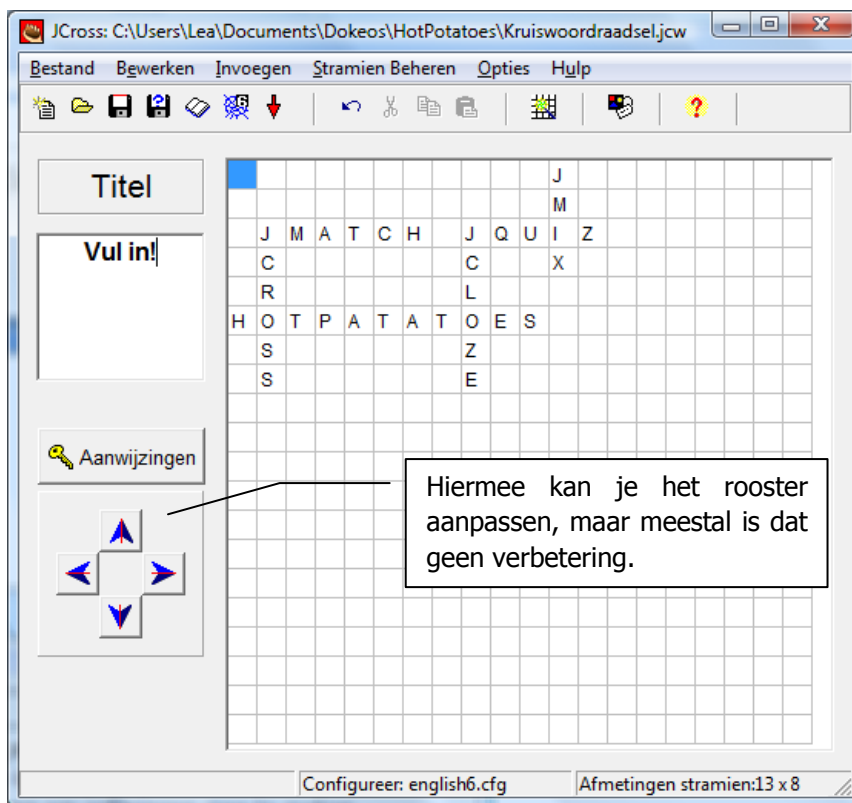 JCross: C:\Users\Lea\Documents\Dokeos\HotPotatoes\Kruiswoordraadsel.jcw
Bestand Bewerken Invoegen Stramien Beheren Opties Hulp
Titel
Vul in!
J
M
J M A T C H J Q U I Z
C C X
R L
H O T P A T A T O E S
S Z
S E
Aanwijzingen
Hiermee kan je het rooster
aanpassen, maar meestal is dat
geen verbetering.
Configureer: english6.cfg Afmetingen stramien:13 x 8